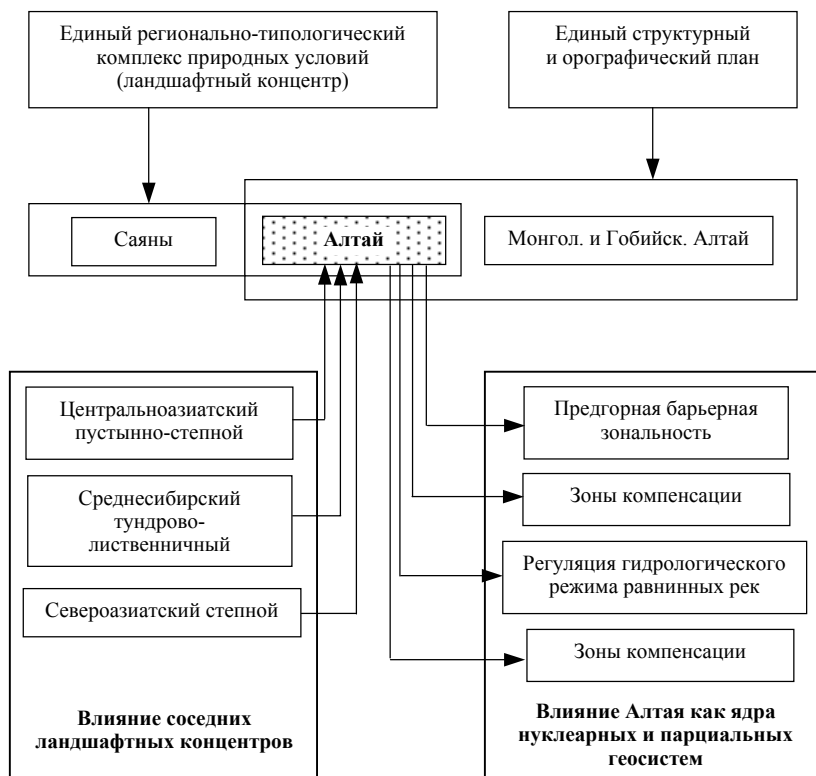 Единый регионально-типологический
комплекс природных условий
(ландшафтный концентр)
Единый структурный
и орографический план
Саяны
Алтай
Монгол. и Гобийск. Алтай
Центральноазиатский
пустынно-степной
Среднесибирский
тундрово-
лиственничный
Североазиатский степной
Влияние соседних
ландшафтных концентров
Предгорная барьерная
зональность
Зоны компенсации
Регуляция гидрологического
режима равнинных рек
Зоны компенсации
Влияние Алтая как ядра
нуклеарных и парциальных
геосистем